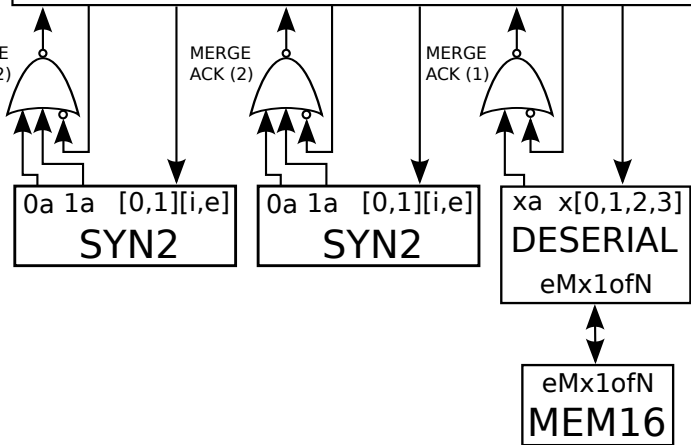 E
2)
MERGE
ACK (2)
MERGE
ACK (1)
0a 1a [0,1][i,e]
SYN2
0a 1a [0,1][i,e]
SYN2
xa x[0,1,2,3]
DESERIAL
eMx1ofN
eMx1ofN
MEM16